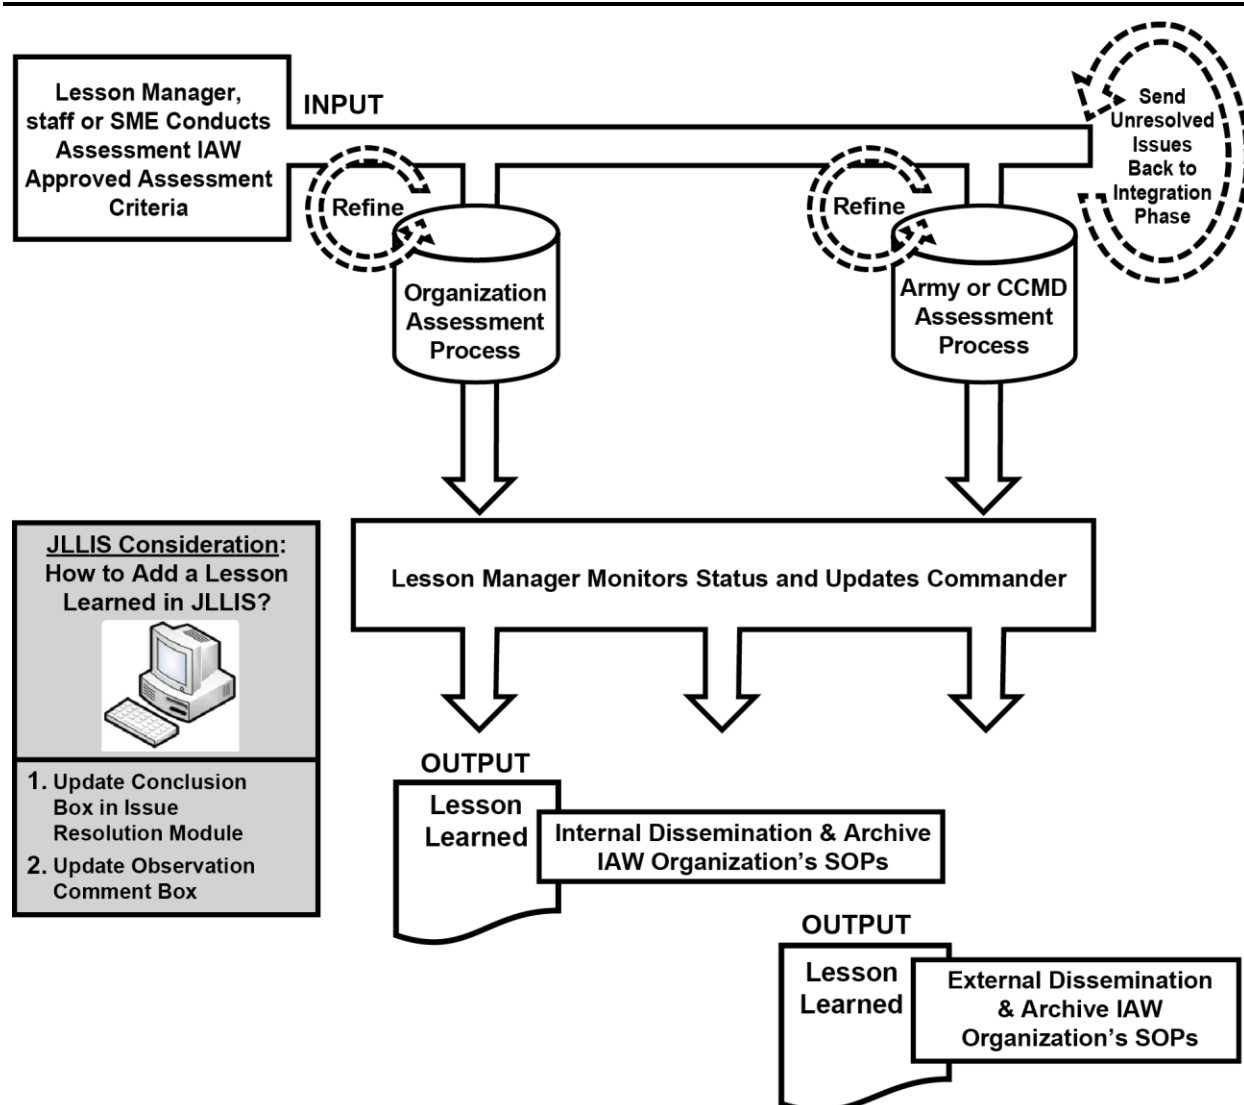 Lesson Manager,
staff or SME Conducts
Assessment IAW
Approved Assessment
Criteria
INPUT
Refine
Refine
Send
Unresolved
Issues
Back to
Integration
Phase
Organization
Assessment
Process
Army or CCMD
Assessment
Process
Lesson Manager Monitors Status and Updates Commander
JLLIS Consideration:
How to Add a Lesson
Learned in JLLIS?
1. Update Conclusion
Box in Issue
Resolution Module
2. Update Observation
Comment Box
OUTPUT
Lesson
Learned
Internal Dissemination & Archive
IAW Organization’s SOPs
OUTPUT
Lesson
Learned
External Dissemination
& Archive IAW
Organization’s SOPs